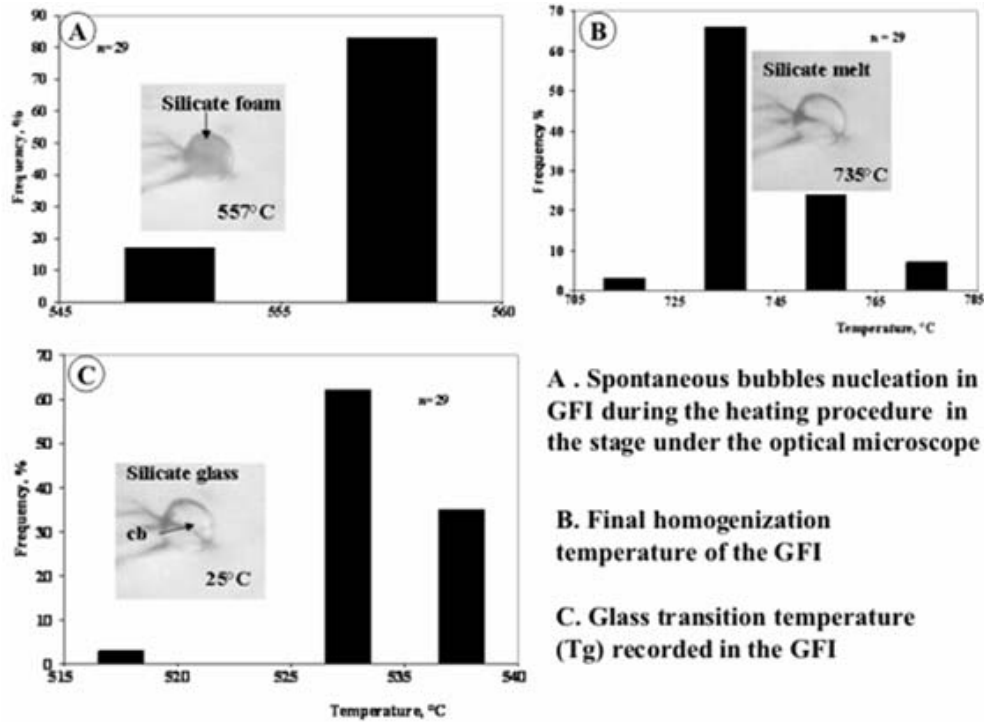 A
n=29
Frequency, %
90
80
70
60
50
40
30
20
10
0
Silicate foam
557°C
545
555
560
B
n = 29
Frequency %
70
60
50
40
30
20
10
0
Silicate melt
735°C
705
725
745
765
785
Temperature, °C
C
n=29
Frequency, %
70
60
50
40
30
20
10
0
Silicate glass
cb
25°C
515
520
525
535
540
Temperature, °C
A . Spontaneous bubbles nucleation in
GFI during the heating procedure in
the stage under the optical microscope
B. Final homogenization
temperature of the GFI
C. Glass transition temperature
(Tg) recorded in the GFI